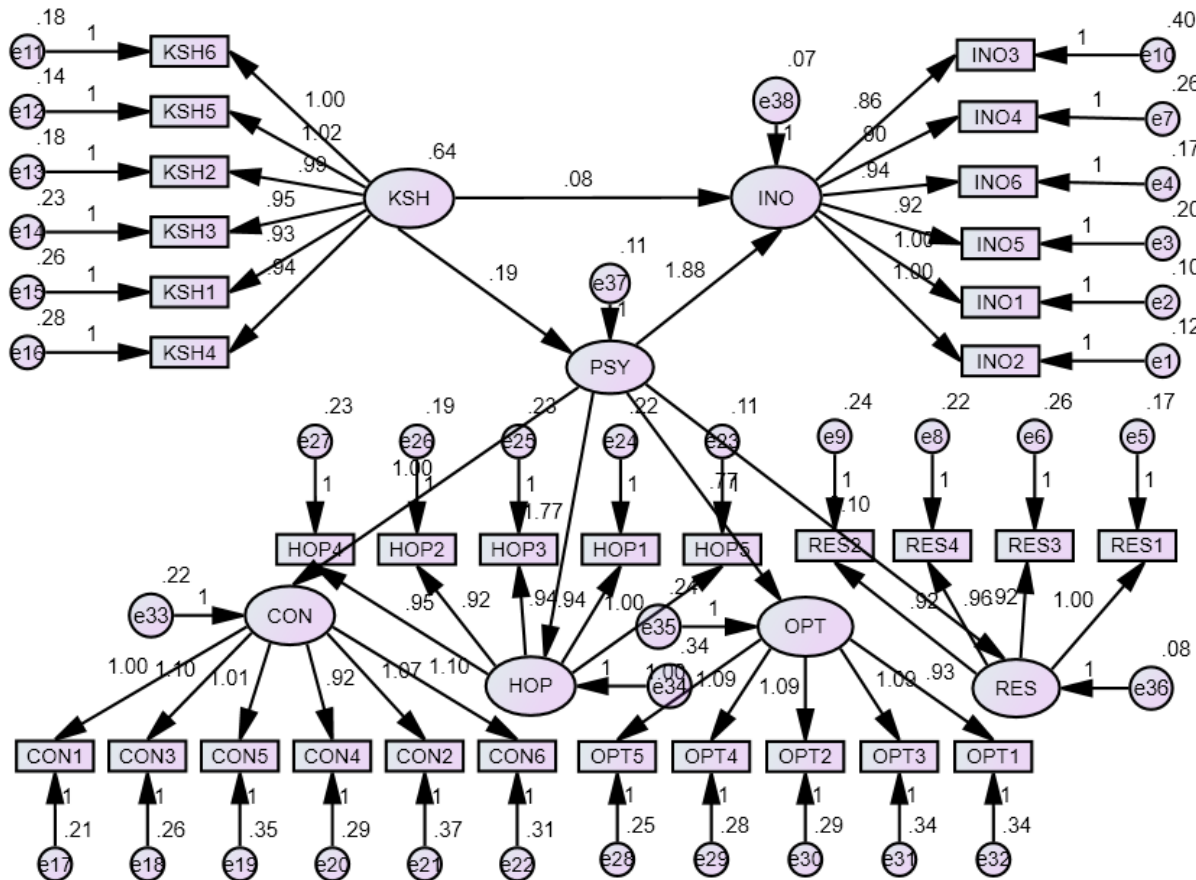 .18
e11
1
KSH6
.14
e12
1
KSH5
.18
e13
1
KSH2
.23
e14
1
KSH3
.26
e15
1
KSH1
.28
e16
1
KSH4
1.00
1.02
.99
.95
.93
.94
.64
KSH
.08
.19
.07
e38
1
INO
.11
e37
1
1.88
PSY
.86
.90
.94
.92
1.00
1.00
INO3
1
.40
e10
INO4
1
.26
e7
INO6
1
.17
e4
INO5
1
.20
e3
INO1
1
.10
e2
INO2
1
.12
e1
.23
e27
1
HOP4
.19
e26
1
HOP2
.23
e25
1
HOP3
.22
e24
1
HOP1
.11
e23
1
HOP5
.24
e9
1
RES2
.22
e8
1
RES4
.26
e6
1
RES3
.17
e5
1
RES1
1.00
1.77
.77
.22
e33
1
CON
.95
.92
.94
.94
1.00
HOP
1
e34
.34
.24
e35
1
OPT
.92
.96
.92
1.00
RES
1
e36
.08
1.00
1.10
1.01
.92
1.07
1.10
1.00
1.09
1.09
1.09
.93
CON1
CON3
CON5
CON4
CON2
CON6
OPT5
OPT4
OPT2
OPT3
OPT1
1
1
1
1
1
1
1
1
1
1
1
.21
.26
.35
.29
.37
.31
.25
.28
.29
.34
.34
e17
e18
e19
e20
e21
e22
e28
e29
e30
e31
e32